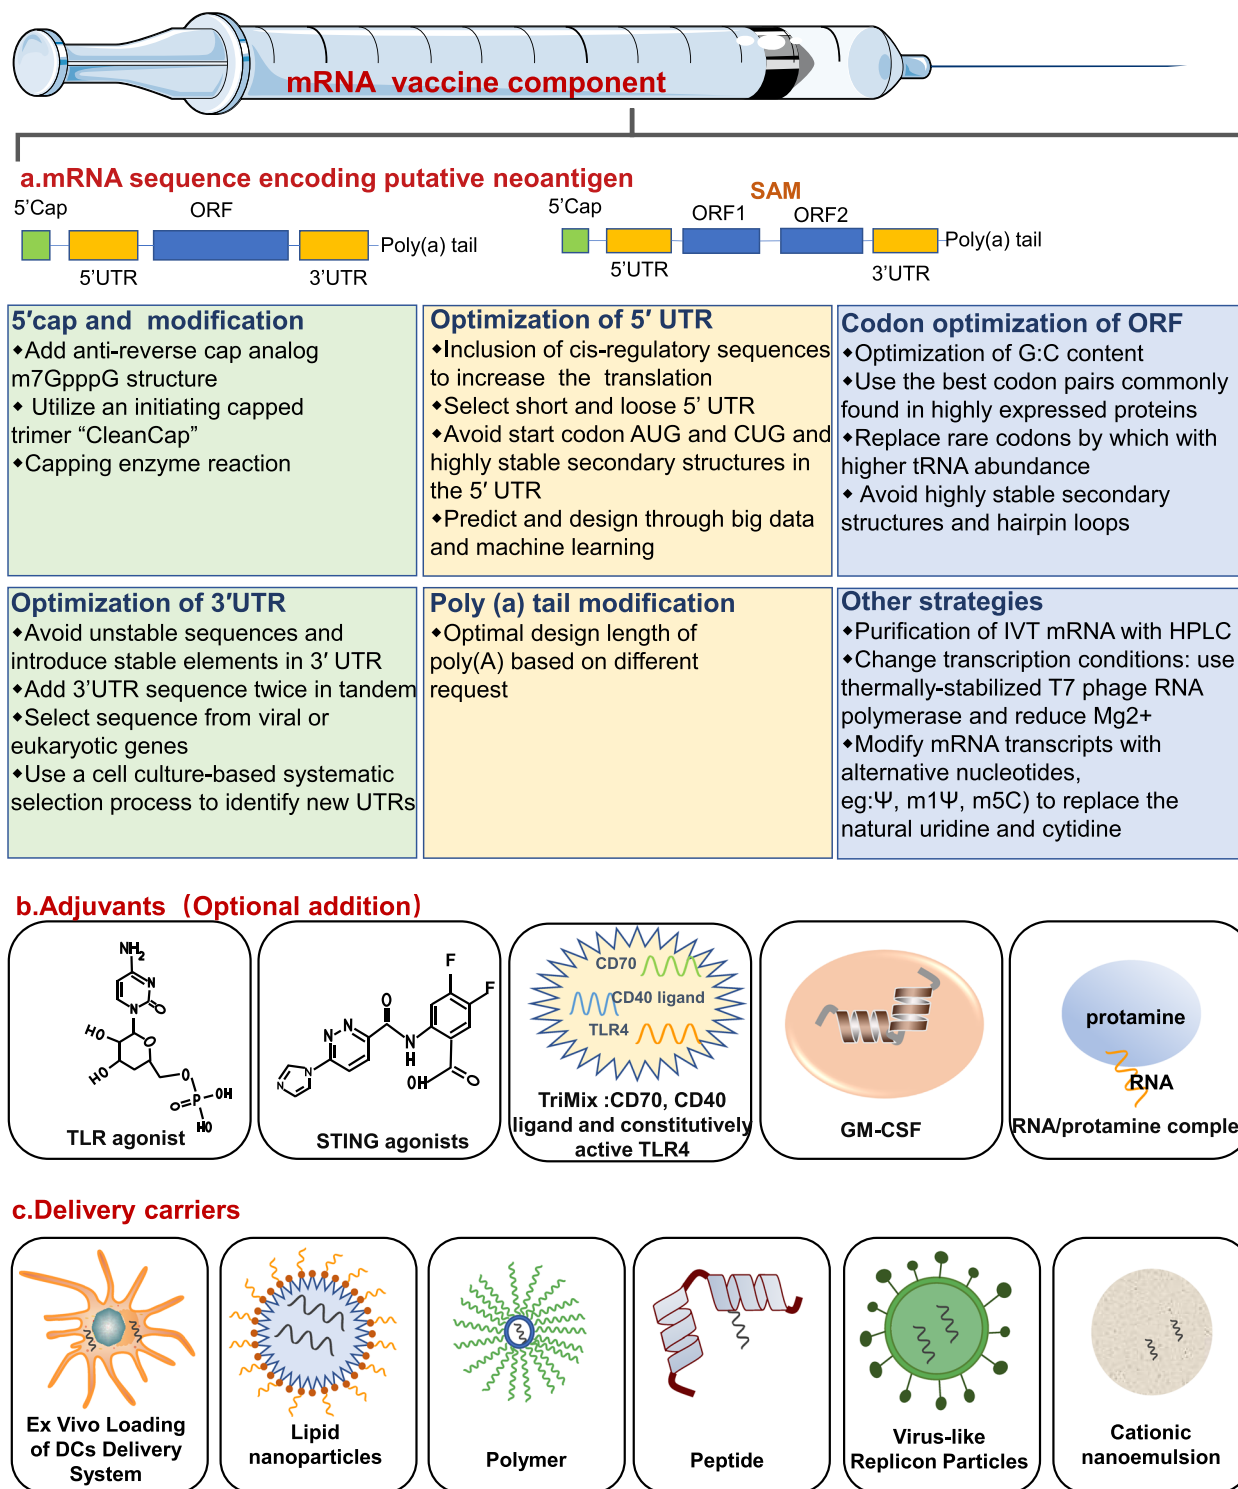 mRNA vaccine component
a.mRNA sequence encoding putative neoantigen
SAM
5'Cap
ORF
Poly(a) tail
5'UTR
3'UTR
5'Cap
ORF1
ORF2
Poly(a) tail
5'UTR
3'UTR
5'cap and modification
◆Add anti-reverse cap analog
m7GpppG structure
◆ Utilize an initiating capped
trimer “CleanCap”
◆Capping enzyme reaction
Optimization of 5' UTR
◆Inclusion of cis-regulatory sequences
to increase the translation
◆Select short and loose 5' UTR
◆Avoid start codon AUG and CUG and
highly stable secondary structures in
the 5' UTR
◆Predict and design through big data
and machine learning
Codon optimization of ORF
◆Optimization of G:C content
◆Use the best codon pairs commonly
found in highly expressed proteins
◆Replace rare codons by which with
higher tRNA abundance
◆ Avoid highly stable secondary
structures and hairpin loops
Optimization of 3'UTR
◆Avoid unstable sequences and
introduce stable elements in 3' UTR
◆Add 3'UTR sequence twice in tandem
◆Select sequence from viral or
eukaryotic genes
◆Use a cell culture-based systematic
selection process to identify new UTRs
Poly (a) tail modification
◆Optimal design length of
poly(A) based on different
request
Other strategies
◆Purification of IVT mRNA with HPLC
◆Change transcription conditions: use
thermally-stabilized T7 phage RNA
polymerase and reduce Mg2+
◆Modify mRNA transcripts with
alternative nucleotides,
eg:Ψ, m1Ψ, m5C) to replace the
natural uridine and cytidine
b.Adjuvants（Optional addition）
NH2
N
N
O
HO
O
HO
O
O
P
OH
HO
TLR agonist
F
F
O
N
N
N
H
N
N
OH
O
STING agonists
CD70
CD40 ligand
TLR4
TriMix :CD70, CD40
ligand and constitutively
active TLR4
GM-CSF
protamine
RNA
RNA/protamine comple
c.Delivery carriers
Ex Vivo Loading
of DCs Delivery
System
Lipid
nanoparticles
Polymer
Peptide
Virus-like
Replicon Particles
Cationic
nanoemulsion